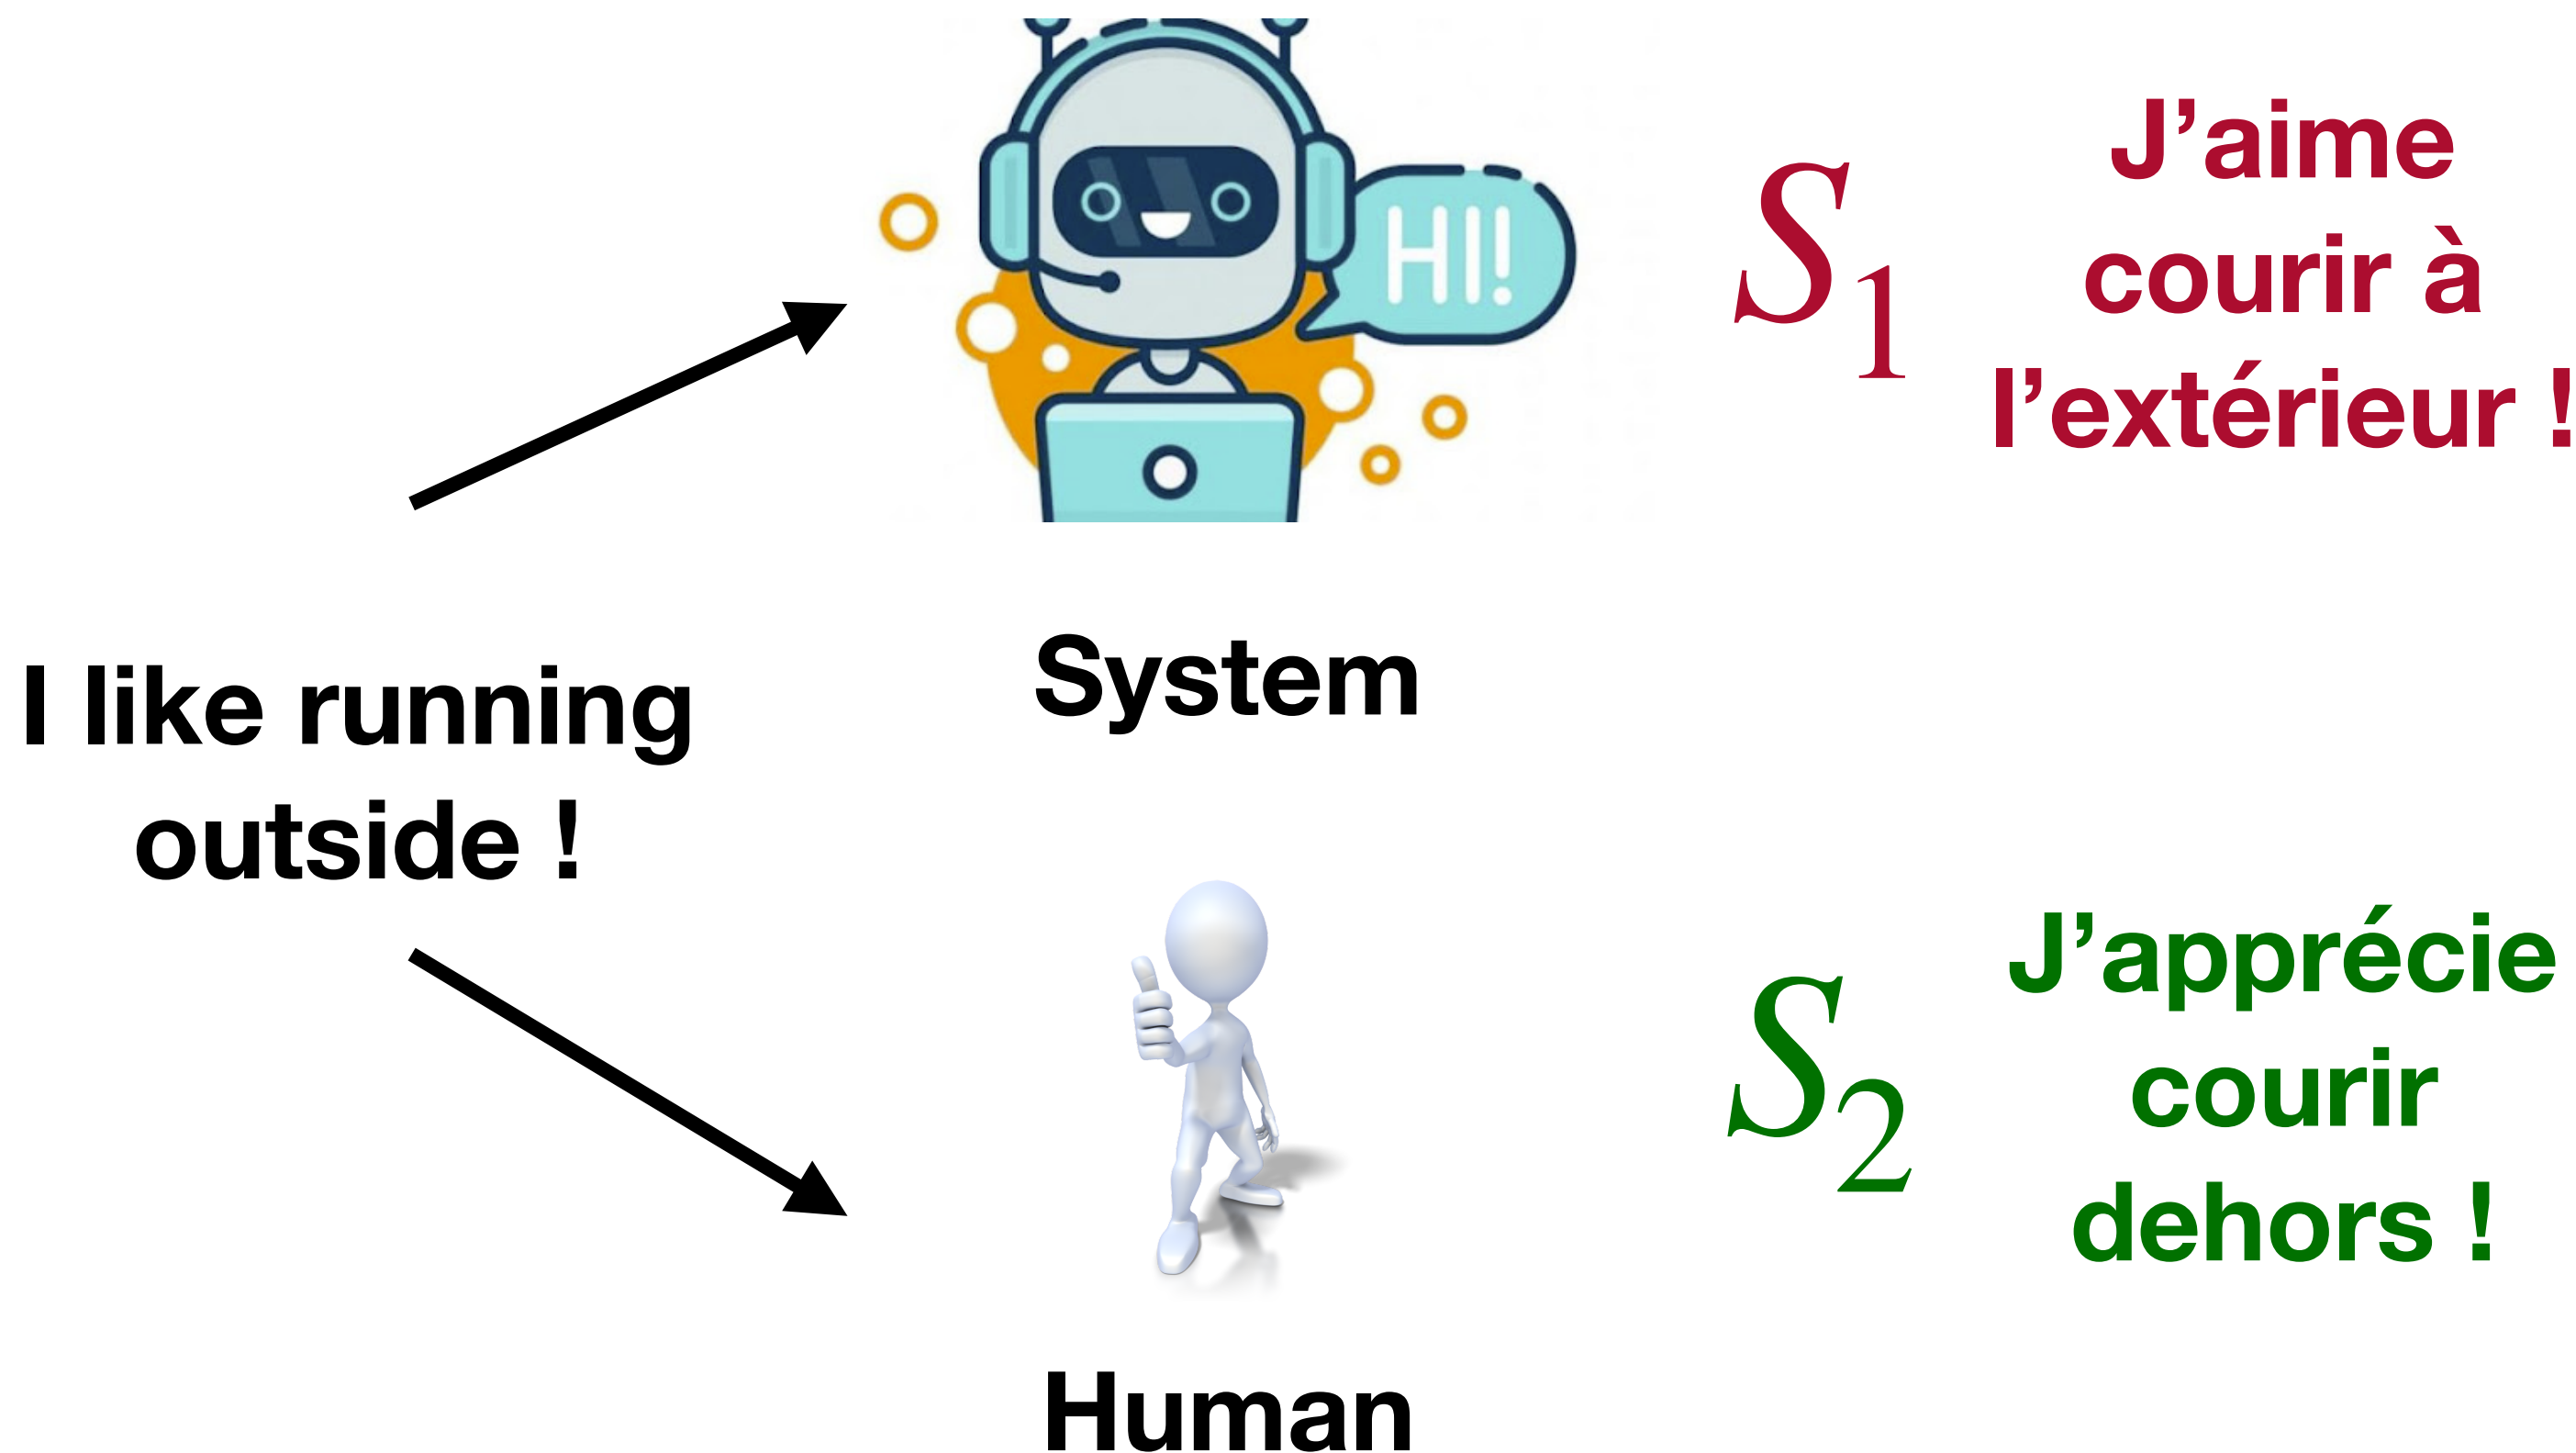 HI!
S1
J’aime
courir à
l’extérieur !
System
I like running
outside !
S2
J’apprécie
courir
dehors !
Human